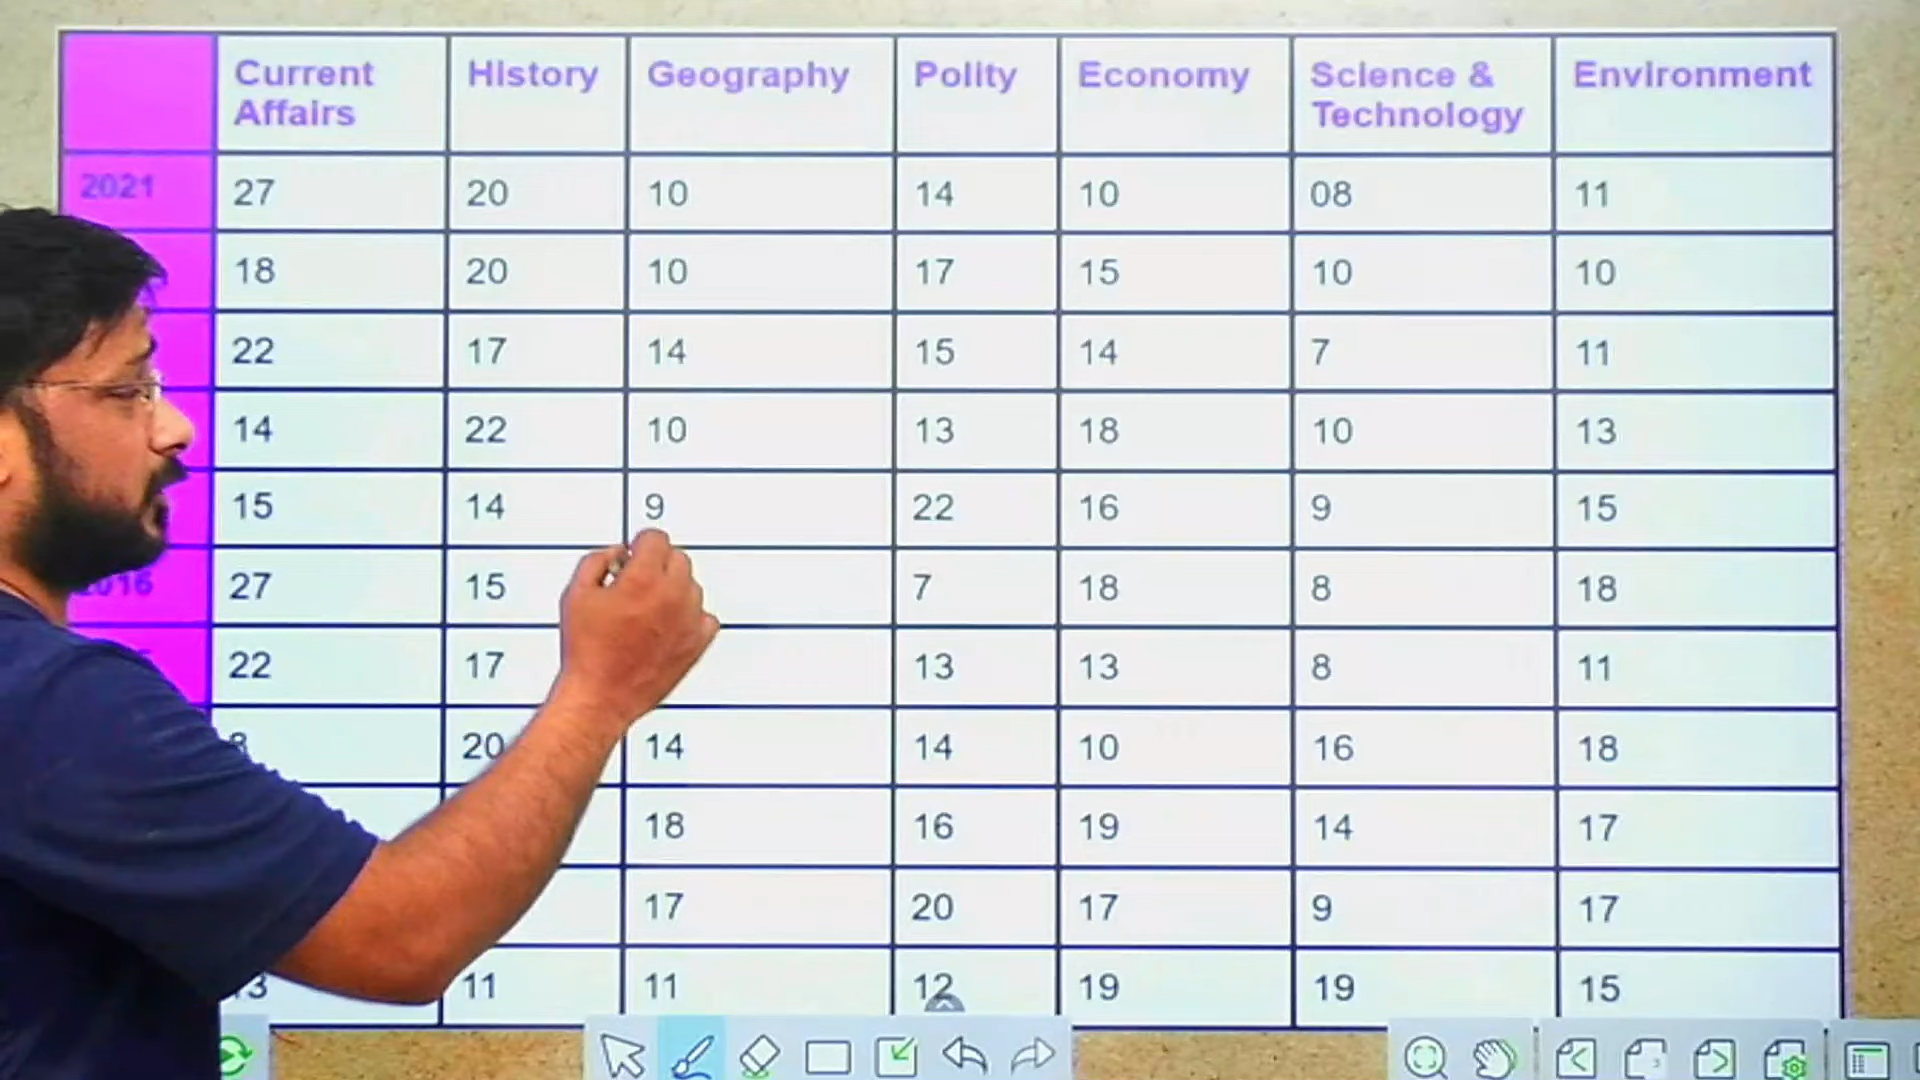 Current Affairs History Geography Polity Economy Science & Technology Environment
2021 27 20 10 14 10 08 11
18 20 10 17 15 10 10
22 17 14 15 14 7 11
14 22 10 13 18 10 13
15 14 9 22 16 9 15
2016 27 15 7 18 8 18
22 17 13 13 8 11
8 20 14 14 10 16 18
18 16 19 14 17
17 20 17 9 17
13 11 11 12 19 19 15